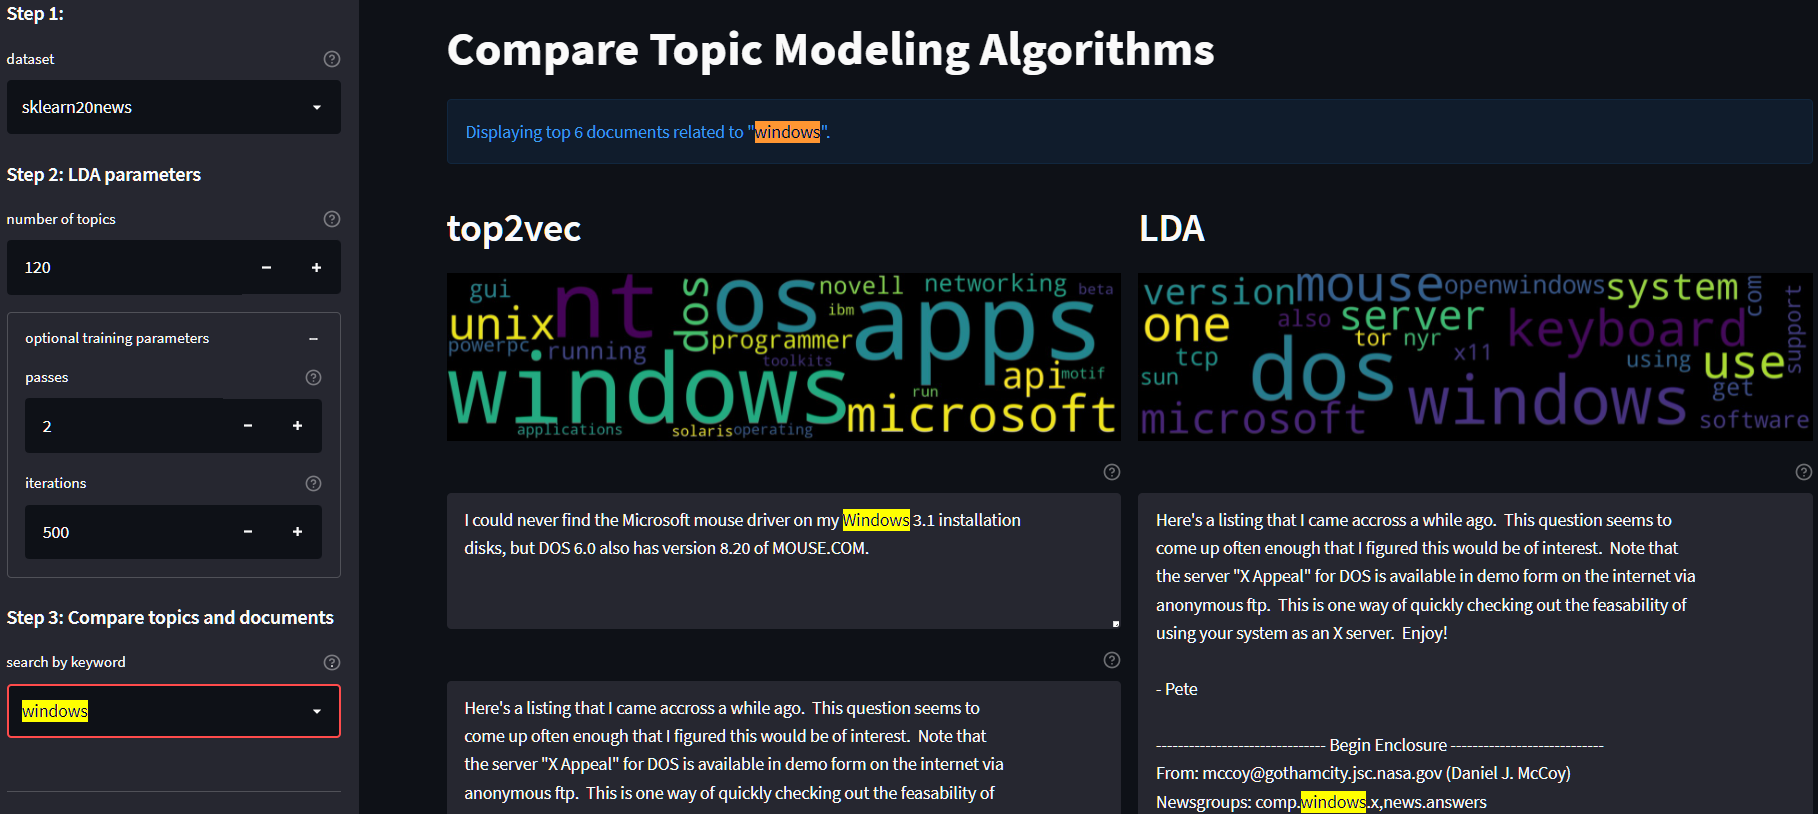 Step 1:
dataset
sklearn20news
Step 2: LDA parameters
number of topics
120
optional training parameters
passes
2
iterations
500
Step 3: Compare topics and documents
search by keyword
windows
Compare Topic Modeling Algorithms
Displaying top 6 documents related to "windows".
top2vec
gui nt dos os novell networking beta
unix ibm apps
powerpc running programmer toolkits
windows run api motif
applications solaris operating microsoft
I could never find the Microsoft mouse driver on my Windows 3.1 installation
disks, but DOS 6.0 also has version 8.20 of MOUSE.COM.
Here's a listing that I came accross a while ago.  This question seems to
come up often enough that I figured this would be of interest.  Note that
the server "X Appeal" for DOS is available in demo form on the internet via
anonymous ftp.  This is one way of quickly checking out the feasability of
LDA
version mouse openwindows system com
one also server keyboard support
tcp tor nyr x11 using use
sun dos windows get
microsoft software
Here's a listing that I came accross a while ago.  This question seems to
come up often enough that I figured this would be of interest.  Note that
the server "X Appeal" for DOS is available in demo form on the internet via
anonymous ftp.  This is one way of quickly checking out the feasability of
using your system as an X server.  Enjoy!
- Pete
------------------------------- Begin Enclosure ----------------------------
From: mccoy@gothamcity.jsc.nasa.gov (Daniel J. McCoy)
Newsgroups: comp.windows.x,news.answers